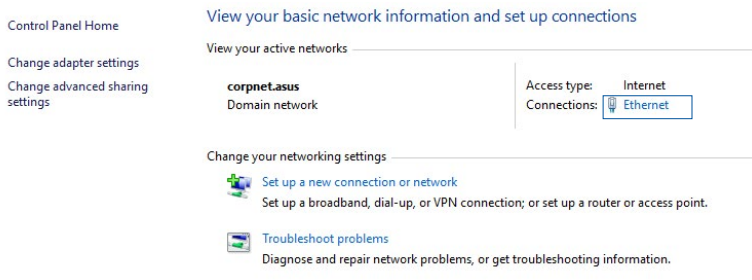 Control Panel Home
Change adapter settings
Change advanced sharing
settings
View your basic network information and set up connections
View your active networks
corpnet.asus
Domain network
Access type: Internet
Connections: Ethernet
Change your networking settings
Set up a new connection or network
Set up a broadband, dial-up, or VPN connection; or set up a router or access point.
Troubleshoot problems
Diagnose and repair network problems, or get troubleshooting information.